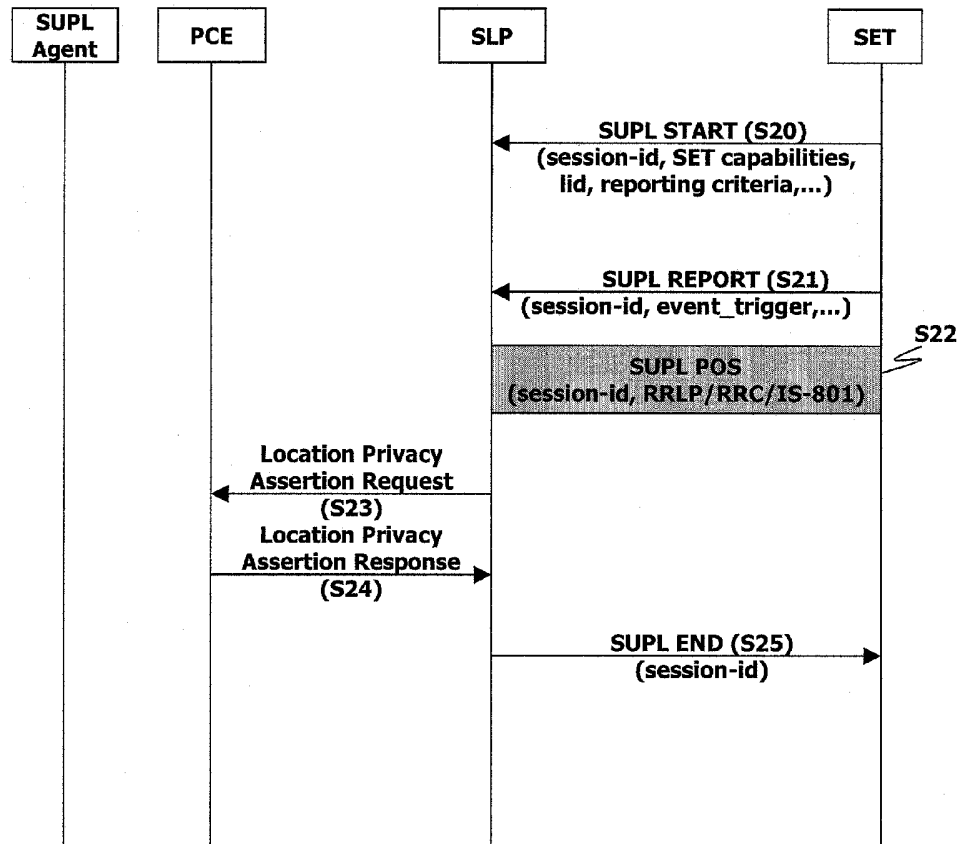 SUPL
Agent
PCE
SLP
SET
SUPL START (S20)
(session-id, SET capabilities,
lid, reporting criteria,...)
SUPL REPORT (S21)
(session-id, event_trigger,...)
S22
SUPL POS
(session-id, RRLP/RRC/IS-801)
Location Privacy
Assertion Request
(S23)
Location Privacy
Assertion Response
(S24)
SUPL END (S25)
(session-id)